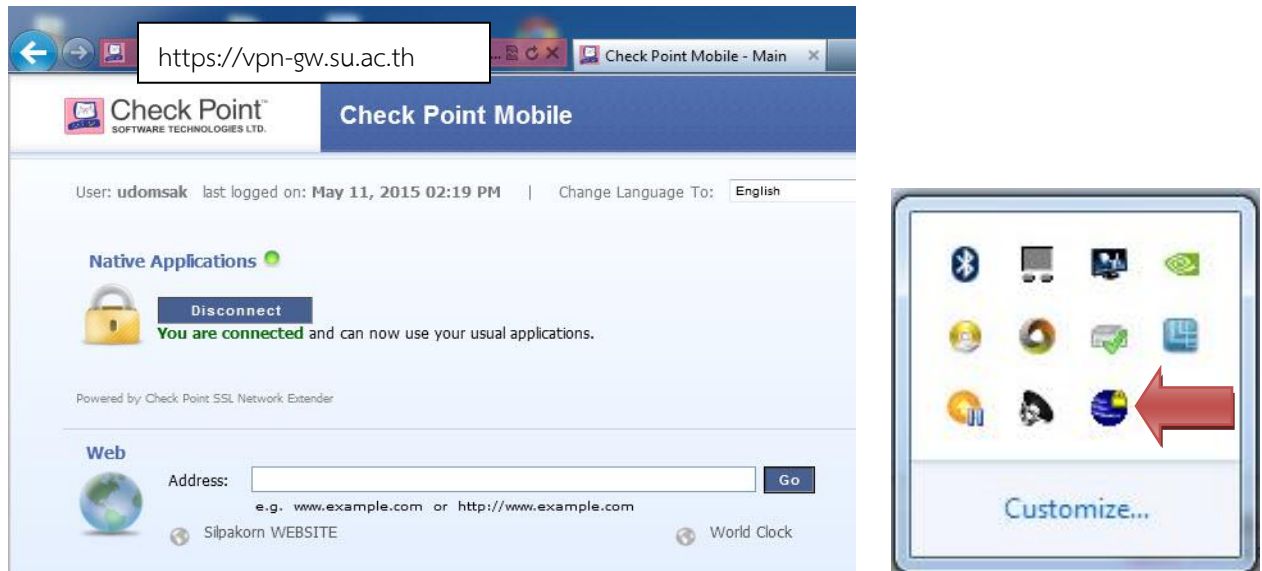 https://vpn-gw.su.ac.th
Check Point Mobile - Main
Check Point™
SOFTWARE TECHNOLOGIES LTD.
Check Point Mobile
User: udomsak last logged on: May 11, 2015 02:19 PM | Change Language To: English
Native Applications
Disconnect
You are connected and can now use your usual applications.
Powered by Check Point SSL Network Extender
Web
Address:
Go
e.g. www.example.com or http://www.example.com
Silpakorn WEBSITE
World Clock
Customize...